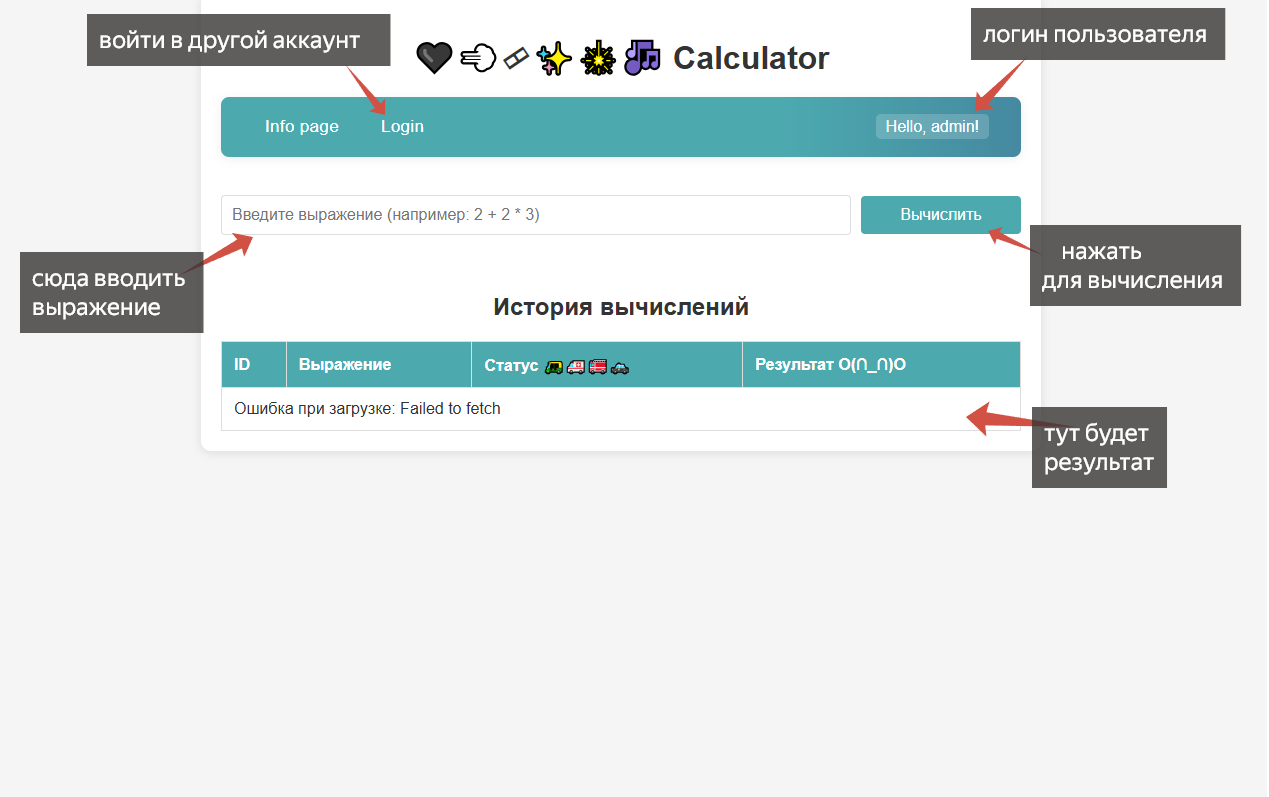 войти в другой аккаунт
логин пользователя
Calculator
Info page
Login
Hello, admin!
Введите выражение (например: 2 + 2 * 3)
Вычислить
сюда вводить
выражение
нажать
для вычисления
История вычислений
ID
Выражение
Статус
Результат O(∩_∩)O
Ошибка при загрузке: Failed to fetch
тут будет
результат